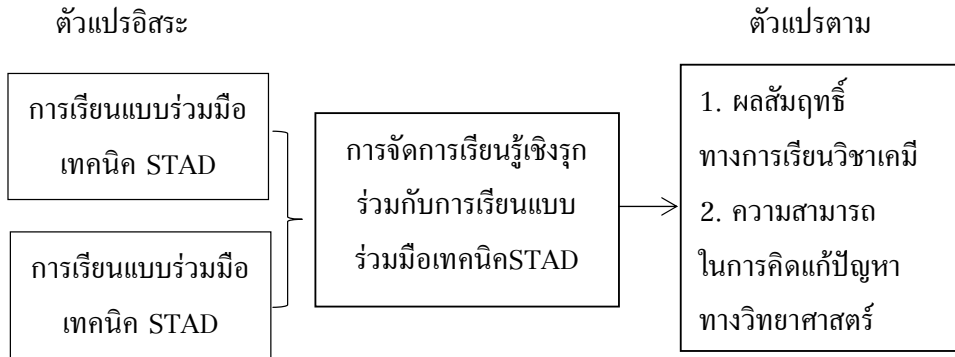 ตัวแปรอิสระ
การเรียนแบบร่วมมือ
เทคนิค STAD
การเรียนแบบร่วมมือ
เทคนิค STAD
การจัดการเรียนรู้เชิงรุก
ร่วมกับการเรียนแบบ
ร่วมมือเทคนิคSTAD
ตัวแปรตาม
1. ผลสัมฤทธิ์
ทางการเรียนวิชาเคมี
2. ความสามารถ
ในการคิดแก้ปัญหา
ทางวิทยาศาสตร์